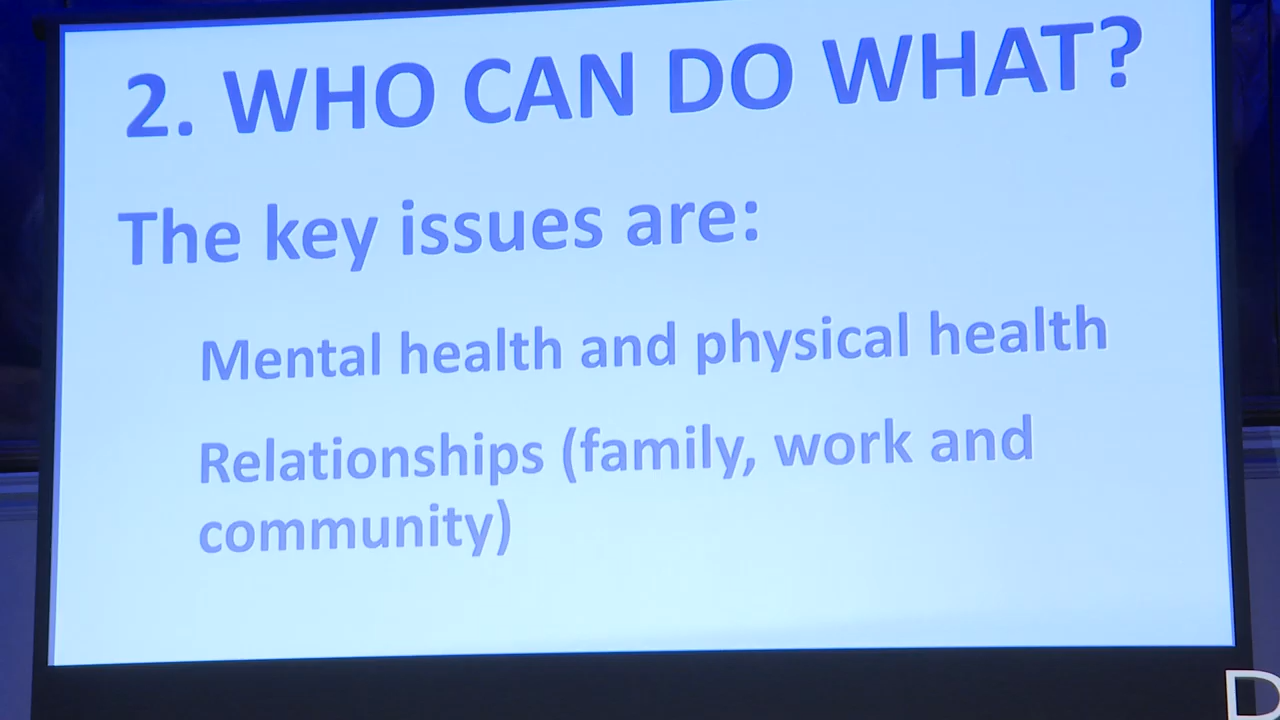 2. WHO CAN DO WHAT?
The key issues are:
Mental health and physical health
Relationships (family, work and
community)